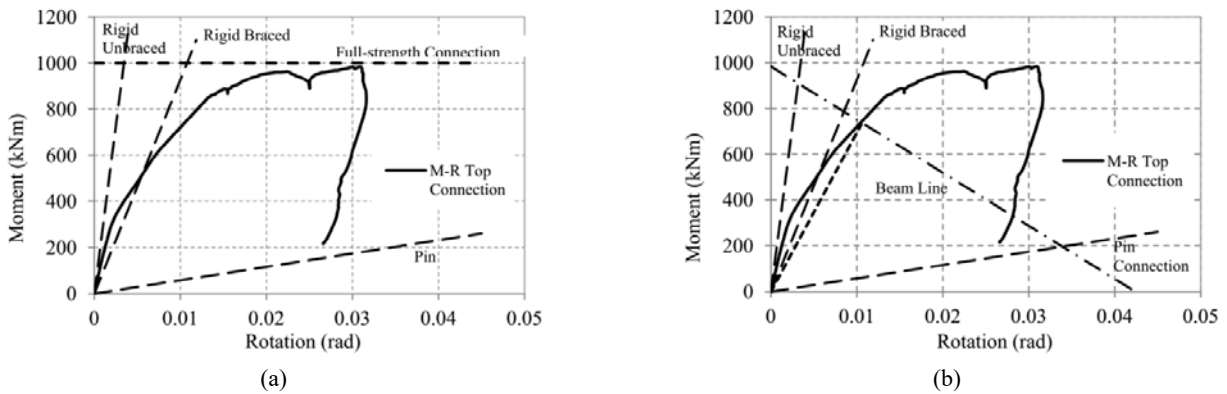 1200
1000
800
600
400
200
0
Moment (kNm)
Rigid
Unbraced
Rigid Braced
Full-strength Connection
M-R Top
Connection
Pin
0 0.01 0.02 0.03 0.04 0.05
Rotation (rad)
(a)
1200
1000
800
600
400
200
0
Moment (kNm)
Rigid
Unbraced
Rigid Braced
M-R Top
Connection
Beam Line
Pin
Connection
0 0.01 0.02 0.03 0.04 0.05
Rotation (rad)
(b)